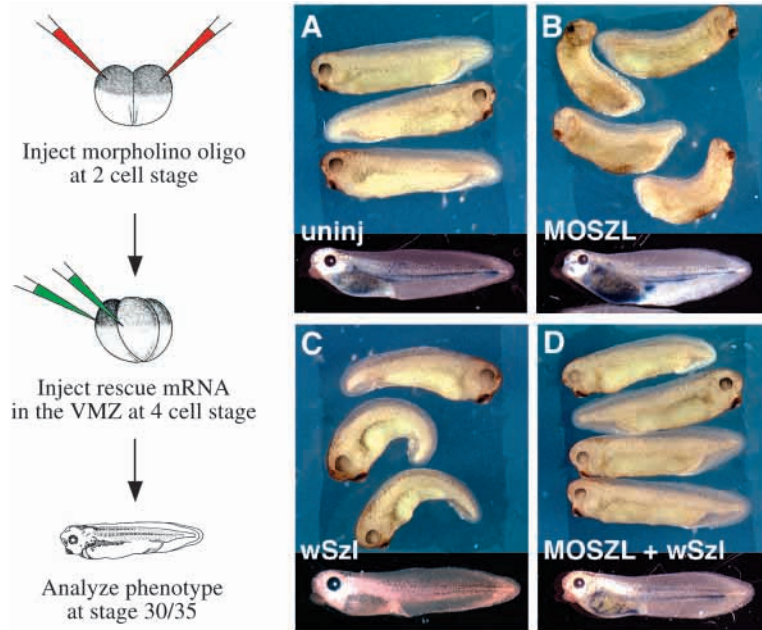 Inject morpholino oligo
at 2 cell stage
Inject rescue mRNA
in the VMZ at 4 cell stage
Analyze phenotype
at stage 30/35
A
uninj
B
MOSZL
C
wSzl
D
MOSZL + wSzl